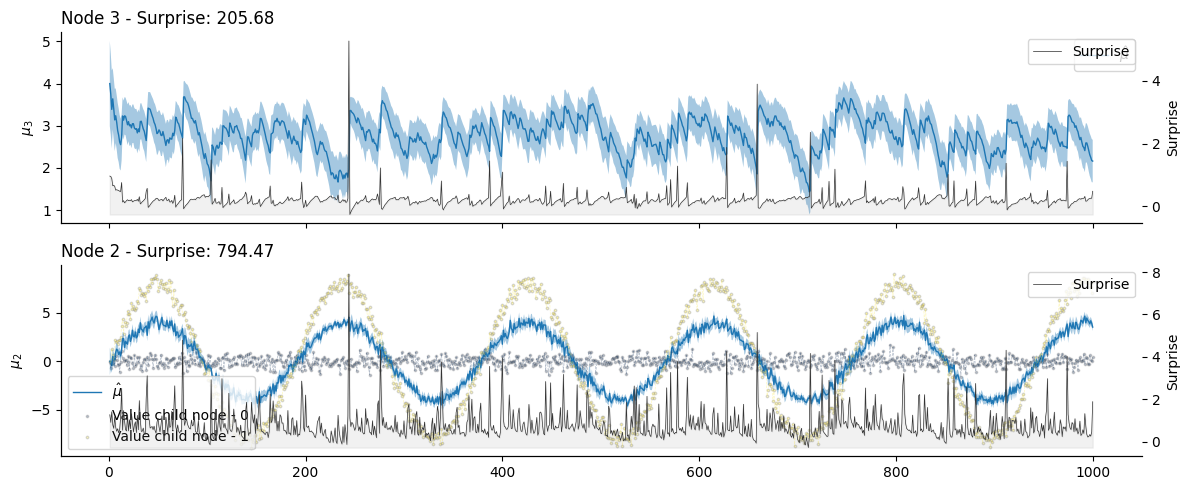 Node 3 - Surprise: 205.68
5
4
3
2
1
μ3
Surprise
4
2
0
Surprise
Node 2 - Surprise: 794.47
5
0
−5
μ2
μ̂
Value child node - 0
Value child node - 1
Surprise
8
6
4
2
0
Surprise
0
200
400
600
800
1000